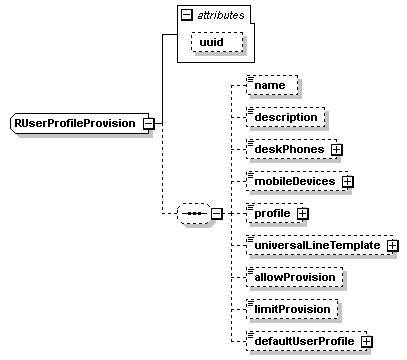 attributes
uuid
RUserProfileProvision
name
description
deskPhones
mobileDevices
profile
universalLineTemplate
allowProvision
limitProvision
defaultUserProfile